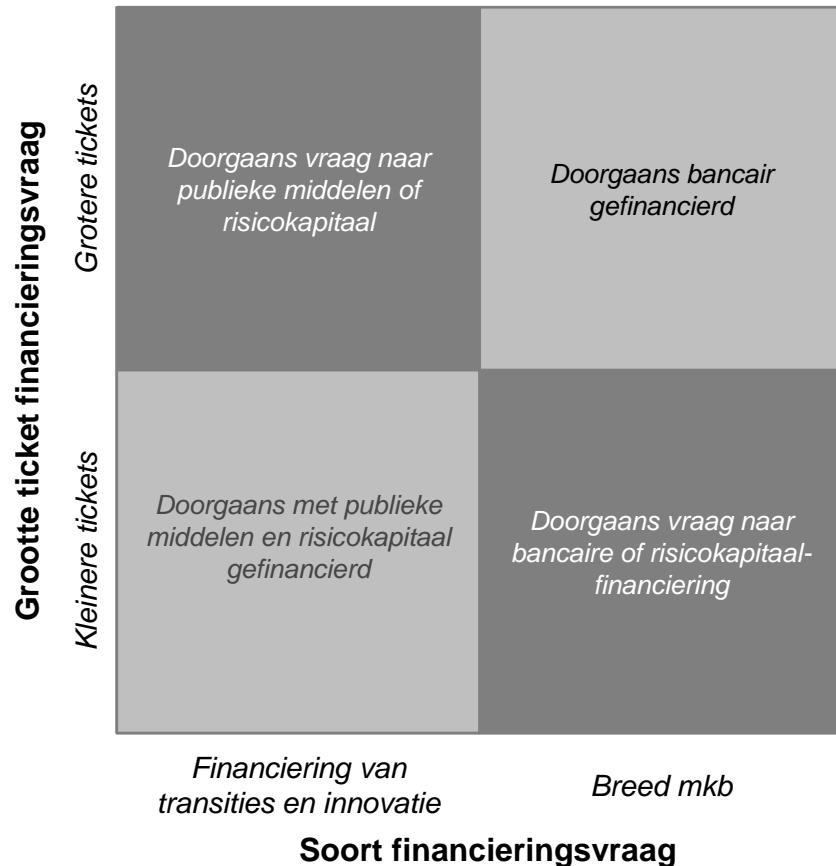 Grootte ticket financieringsvraag
Grotere tickets
Doorgaans vraag naar
publieke middelen of
risicokapitaal
Doorgaans bancair
gefinancierd
Kleinere tickets
Doorgaans met publieke
middelen en risicokapitaal
gefinancierd
Doorgaans vraag naar
bancaire of risicokapitaal-
financiering
Financiering van
transities en innovatie
Breed mkb
Soort financieringsvraag